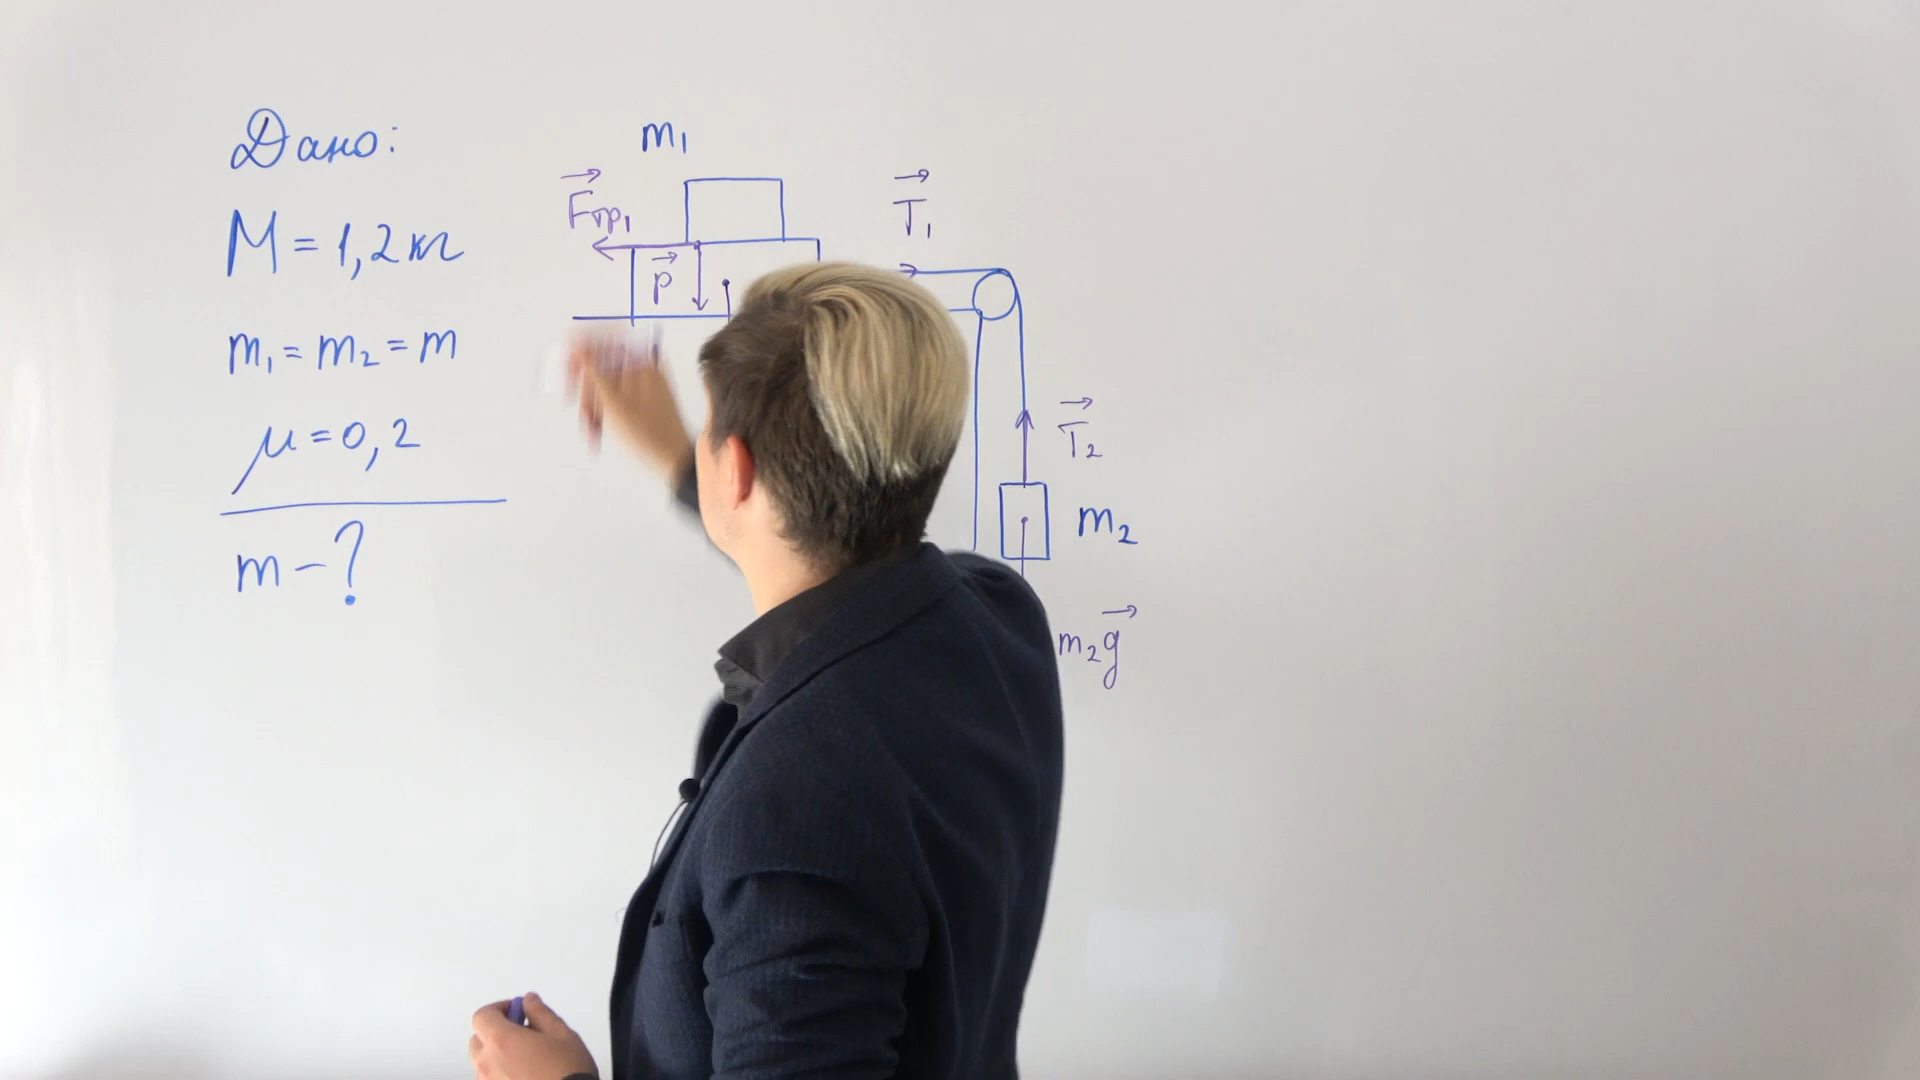 Дано:
M = 1,2 кг
m₁ = m₂ = m
μ = 0,2
m – ?
m₁
Fтр₁
P
T₁
T₂
m₂
m₂g